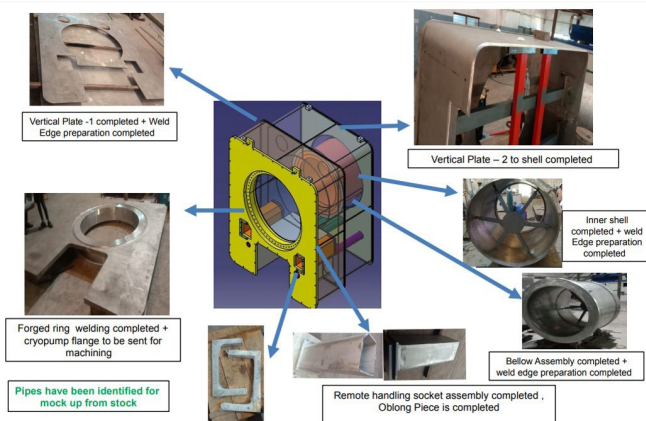 Vertical Plate -1 completed + Weld
Edge preparation completed
Vertical Plate – 2 to shell completed
Inner shell
completed + weld
Edge preparation
completed
Forged ring welding completed +
cryopump flange to be sent for
machining
Bellow Assembly completed +
weld edge preparation completed
Pipes have been identified for
mock up from stock
Remote handling socket assembly completed ,
Oblong Piece is completed